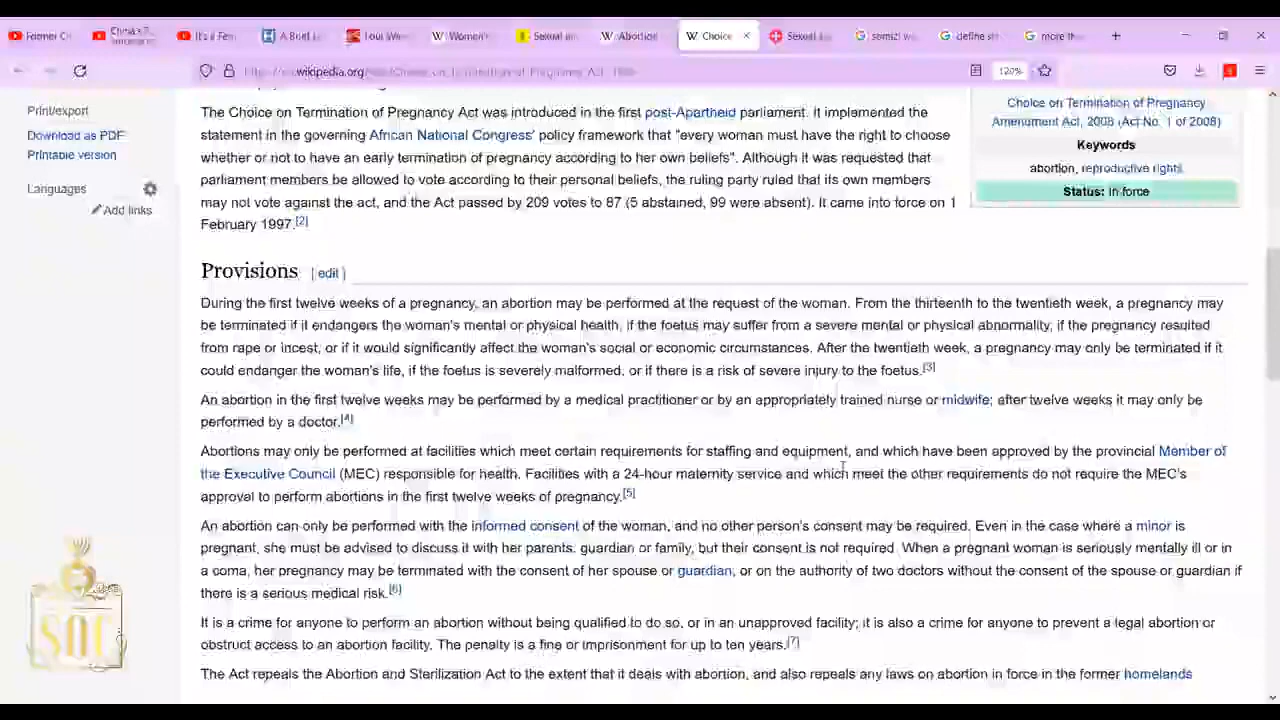 Former Ch
China's 
It's a Fem
A Brief L
Women's
Sexual an
Abortion
Choice
Sexual
somizi w
define st
more th
wikipedia.org
120%
Print/export
Download as PDF
Printable version
Languages
Add links
The Choice on Termination of Pregnancy Act was introduced in the first post-Apartheid parliament. It implemented the
statement in the governing African National Congress' policy framework that "every woman must have the right to choose
whether or not to have an early termination of pregnancy according to her own beliefs". Although it was requested that
parliament members be allowed to vote according to their personal beliefs, the ruling party ruled that its own members
may not vote against the act, and the Act passed by 209 votes to 87 (5 abstained, 99 were absent). It came into force on 1
February 1997.[2]
Choice on Termination of Pregnancy
Amendment Act, 2008 (Act No. 1 of 2008)
Keywords
abortion, reproductive rights
Status: In force
Provisions [ edit ]
During the first twelve weeks of a pregnancy, an abortion may be performed at the request of the woman. From the thirteenth to the twentieth week, a pregnancy may
be terminated if it endangers the woman's mental or physical health, if the foetus may suffer from a severe mental or physical abnormality, if the pregnancy resulted
from rape or incest, or if it would significantly affect the woman's social or economic circumstances. After the twentieth week, a pregnancy may only be terminated if it
could endanger the woman's life, if the foetus is severely malformed, or if there is a risk of severe injury to the foetus.[3]
An abortion in the first twelve weeks may be performed by a medical practitioner or by an appropriately trained nurse or midwife; after twelve weeks it may only be
performed by a doctor.[4]
Abortions may only be performed at facilities which meet certain requirements for staffing and equipment, and which have been approved by the provincial Member of
the Executive Council (MEC) responsible for health. Facilities with a 24-hour maternity service and which meet the other requirements do not require the MEC's
approval to perform abortions in the first twelve weeks of pregnancy.[5]
An abortion can only be performed with the informed consent of the woman, and no other person's consent may be required. Even in the case where a minor is
pregnant, she must be advised to discuss it with her parents, guardian or family, but their consent is not required. When a pregnant woman is seriously mentally ill or in
a coma, her pregnancy may be terminated with the consent of her spouse or guardian, or on the authority of two doctors without the consent of the spouse or guardian if
there is a serious medical risk.[6]
It is a crime for anyone to perform an abortion without being qualified to do so, or in an unapproved facility; it is also a crime for anyone to prevent a legal abortion or
obstruct access to an abortion facility. The penalty is a fine or imprisonment for up to ten years.[7]
The Act repeals the Abortion and Sterilization Act to the extent that it deals with abortion, and also repeals any laws on abortion in force in the former homelands